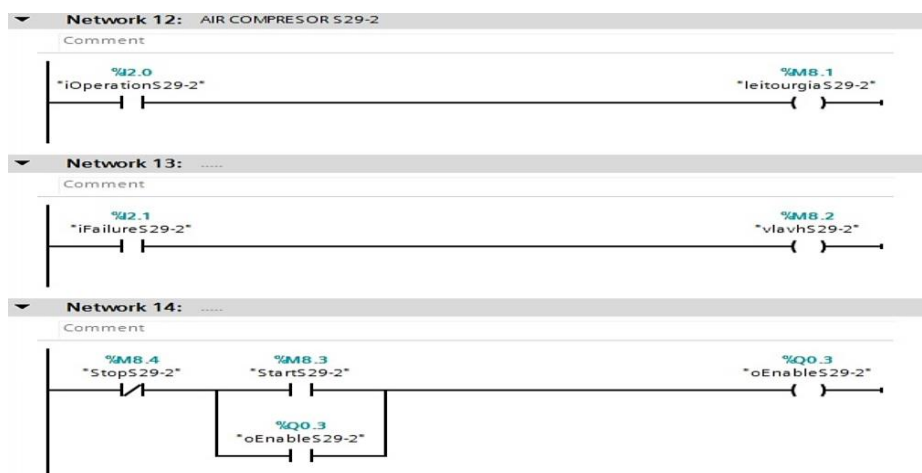 Network 12: AIR COMPRESOR S29-2
Comment
%I2.0
"iOperationS29-2"
%M8.1
"leitourgiaS29-2"
Network 13: .....
Comment
%I2.1
"iFailureS29-2"
%M8.2
"vlavhS29-2"
Network 14: .....
Comment
%M8.4
"StopS29-2"
%M8.3
"StartS29-2"
%Q0.3
"oEnableS29-2"
%Q0.3
"oEnableS29-2"